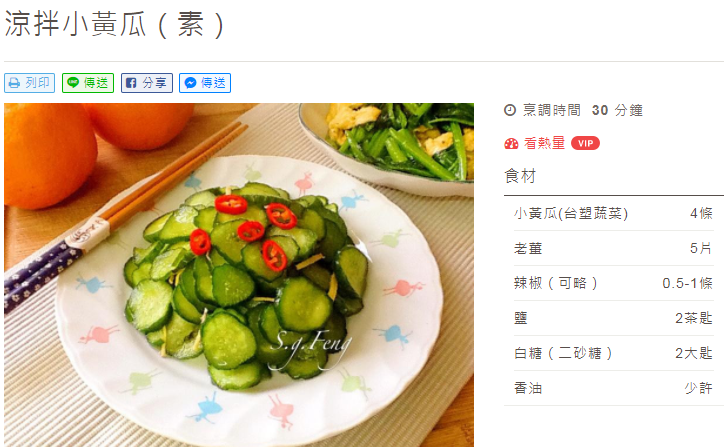 涼拌小黃瓜（素）
列印 傳送 分享 傳送
烹調時間 30 分鐘
看熱量 VIP
食材
小黃瓜(台塑蔬菜) 4條
老薑 5片
辣椒（可略） 0.5-1條
鹽 2茶匙
白糖（二砂糖） 2大匙
香油 少許
S.g.Feng